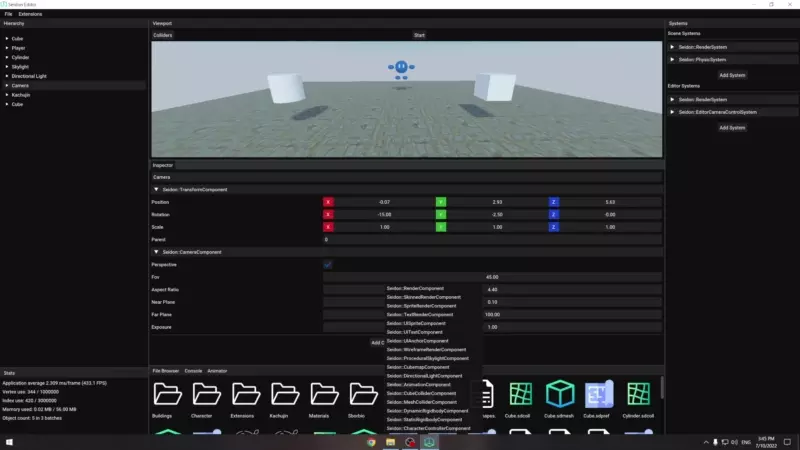 Seidon Editor
File Extensions
Hierarchy
Cube
Player
Cylinder
Skylight
Directional Light
Camera
Kachujin
Cube
Viewport
Colliders
Start
Systems
Scene Systems
Seidon::RenderSystem
Seidon::PhysicSystem
Add System
Editor Systems
Seidon::RenderSystem
Seidon::EditorCameraControlSystem
Add System
Inspector
Camera
Seidon::TransformComponent
Position X -0.07 Y 2.93 Z 5.63
Rotation X -15.00 Y -2.50 Z -0.00
Scale X 1.00 Y 1.00 Z 1.00
Parent 0
Seidon::CameraComponent
Perspective
Fov 45.00
Aspect Ratio 4.40
Near Plane 0.10
Far Plane 100.00
Exposure 1.00
Add C
Seidon::RenderComponent
Seidon::SkinnedRenderComponent
Seidon::SpriteRenderComponent
Seidon::TextRenderComponent
Seidon::UISpriteComponent
Seidon::UITextComponent
Seidon::UIAnchorComponent
Seidon::WireframeRenderComponent
Seidon::ProceduralSkylightComponent
Seidon::CubemapComponent
Seidon::DirectionalLightComponent
Seidon::AnimationComponent
Seidon::CubeColliderComponent
Seidon::MeshColliderComponent
Seidon::DynamicRigidbodyComponent
Seidon::StaticRigidbodyComponent
Seidon::CharacterControllerComponent
File Browser Console Animator
Buildings Character Extensions Kachujin Materials
Cube.sdcoll Cube.sdmesh Cube.sdpref Cylinder.sdcoll
Stats
Application average 2.309 ms/frame (433.1 FPS)
Vertex use: 344 / 1000000
Index use: 420 / 3000000
Memory used: 0.02 MB / 56.00 MB
Object count: 5 in 3 batches
ENG
3:45 PM
7/10/2022